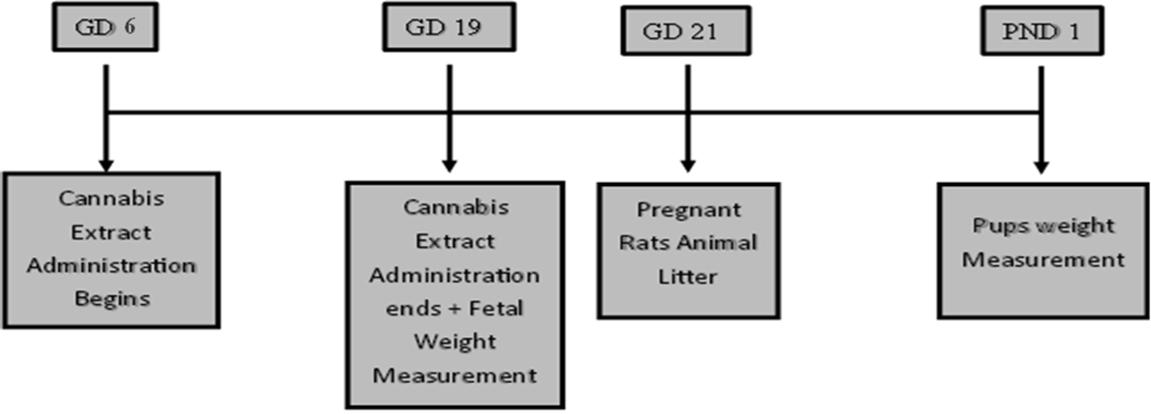 GD 6
GD 19
GD 21
PND 1
Cannabis
Extract
Administration
Begins
Cannabis
Extract
Administration
ends + Fetal
Weight
Measurement
Pregnant
Rats Animal
Litter
Pups weight
Measurement